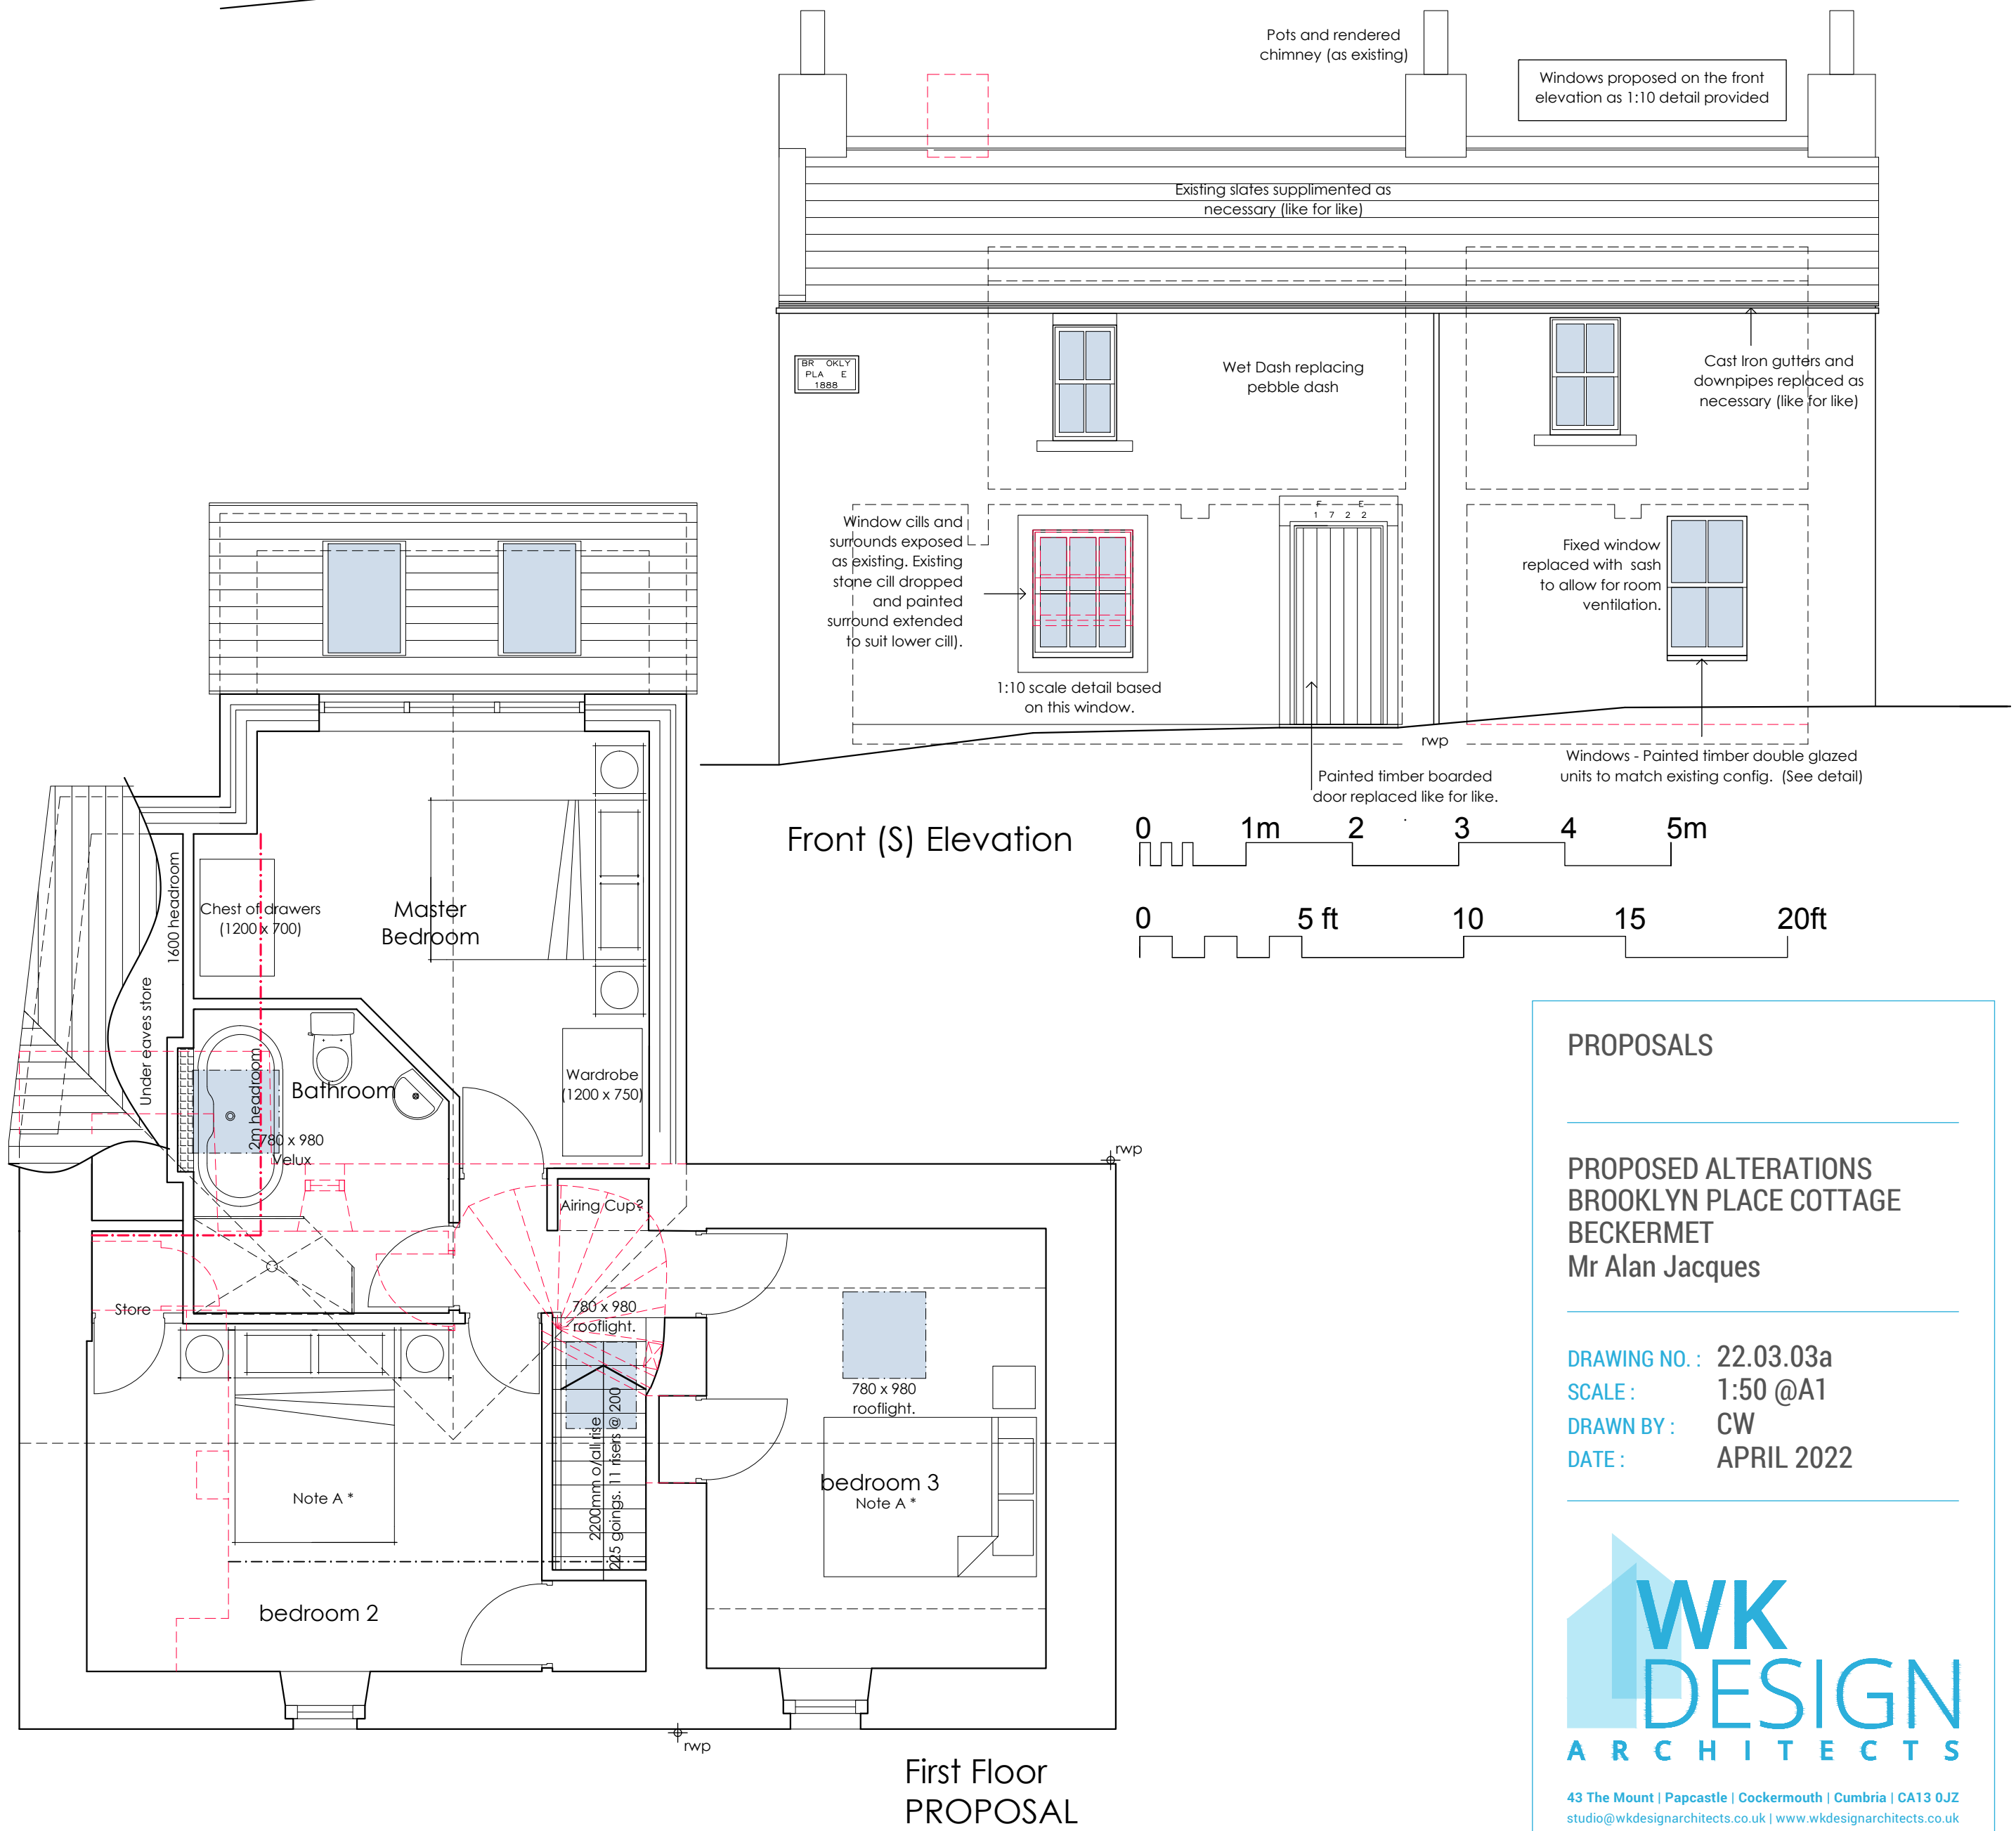 Pots and rendered
chimney (as existing)
Windows proposed on the front
elevation as 1:10 detail provided
Existing slates supplimented as
necessary (like for like)
BR OKLY
PLA E
1888
Wet Dash replacing
pebble dash
Cast Iron gutters and
downpipes replaced as
necessary (like for like)
Window cills and
surrounds exposed
as existing. Existing
stone cill dropped
and painted
surround extended
to suit lower cill).
F E
1 7 2 2
Fixed window
replaced with sash
to allow for room
ventilation.
1:10 scale detail based
on this window.
rwp
Painted timber boarded
door replaced like for like.
Windows - Painted timber double glazed
units to match existing config. (See detail)
Front (S) Elevation
0 1m 2 3 4 5m
0 5 ft 10 15 20ft
1600 headroom
Chest of drawers
(1200 x 700)
Master
Bedroom
Under eaves store
2m headroom
Bathroom
780 x 980
Velux
Wardrobe
(1200 x 750)
rwp
Airing Cup?
Store
780 x 980
rooflight.
780 x 980
rooflight.
2200mm o/all rise
225 goings. 11 risers @ 200
Note A *
bedroom 3
Note A *
bedroom 2
rwp
First Floor
PROPOSAL
PROPOSALS
PROPOSED ALTERATIONS
BROOKLYN PLACE COTTAGE
BECKERMET
Mr Alan Jacques
DRAWING NO. : 22.03.03a
SCALE : 1:50 @A1
DRAWN BY : CW
DATE : APRIL 2022
WK
DESIGN
ARCHITECTS
43 The Mount | Papcastle | Cockermouth | Cumbria | CA13 0JZ
studio@wkdesignarchitects.co.uk | www.wkdesignarchitects.co.uk